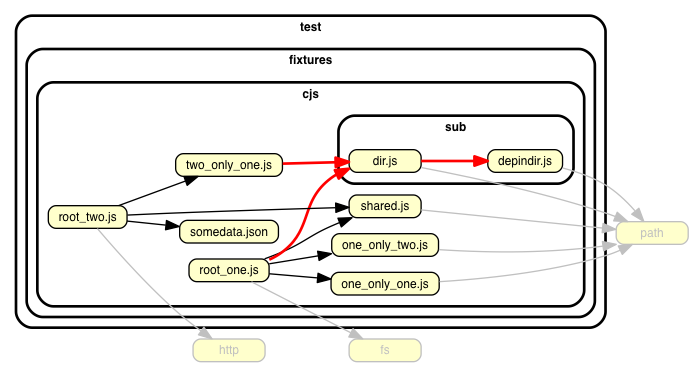 test
fixtures
cjs
sub
two_only_one.js
dir.js
depindir.js
root_two.js
shared.js
somedata.json
path
one_only_two.js
root_one.js
one_only_one.js
http
fs